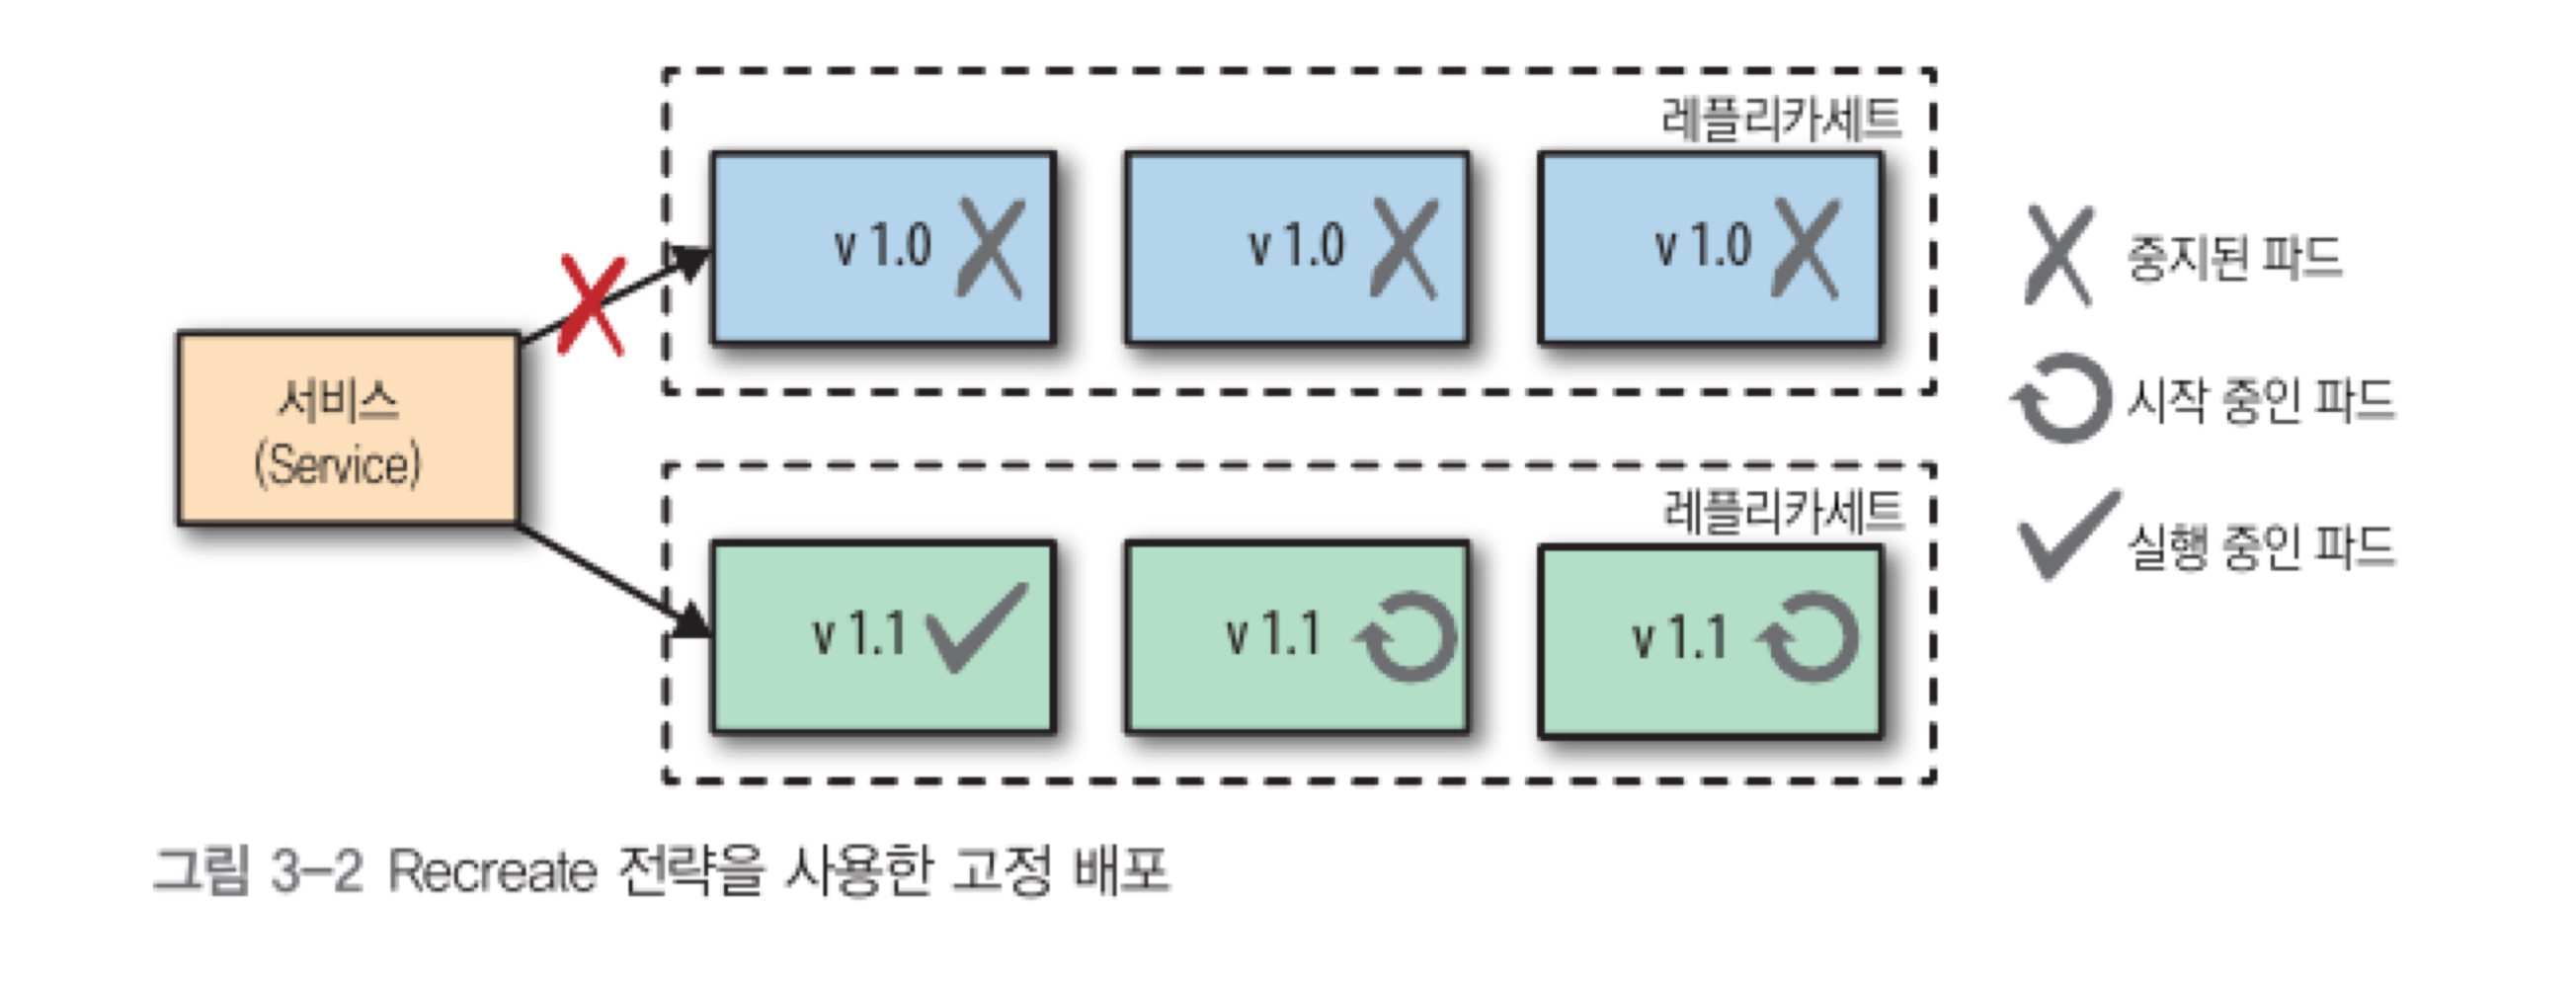 레플리카세트
v 1.0
v 1.0
v 1.0
서비스
(Service)
레플리카세트
v 1.1
v 1.1
v 1.1
중지된 파드
시작 중인 파드
실행 중인 파드
그림 3-2 Recreate 전략을 사용한 고정 배포